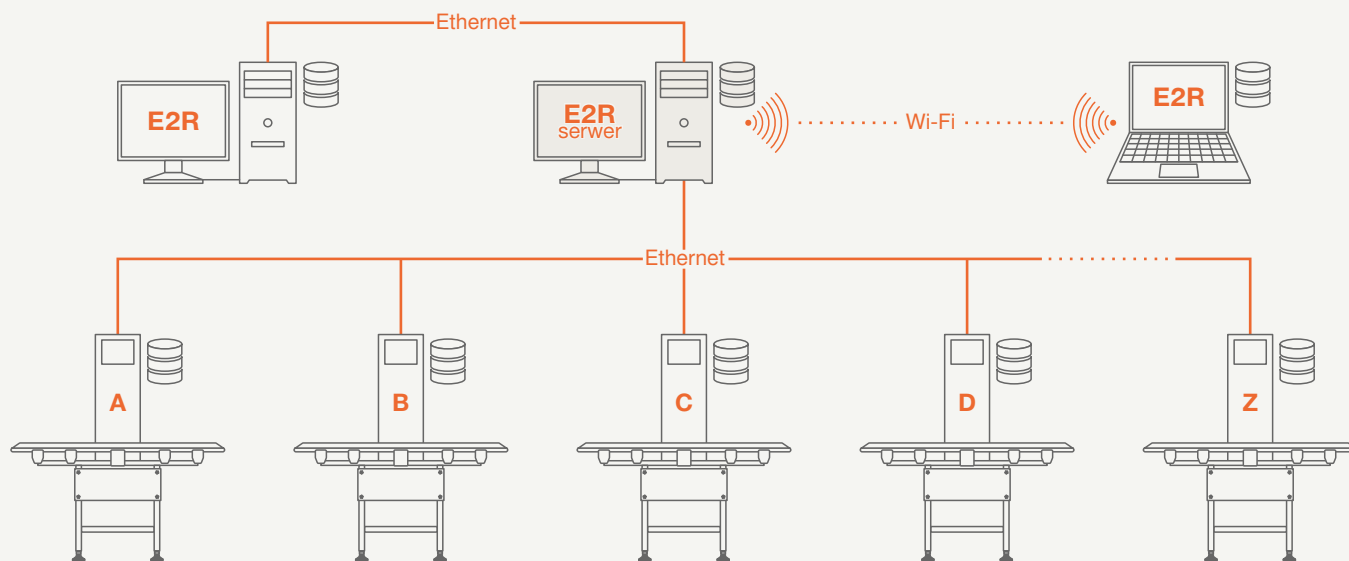 Ethernet
E2R
E2R
serwer
Wi-Fi
E2R
Ethernet
A
B
C
D
Z